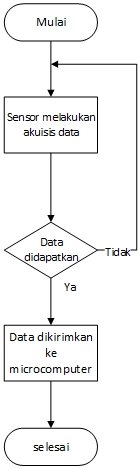 Mulai
Sensor melakukan
akuisis data
Data
didapatkan
Tidak
Ya
Data dikirimkan
ke
microcomputer
selesai